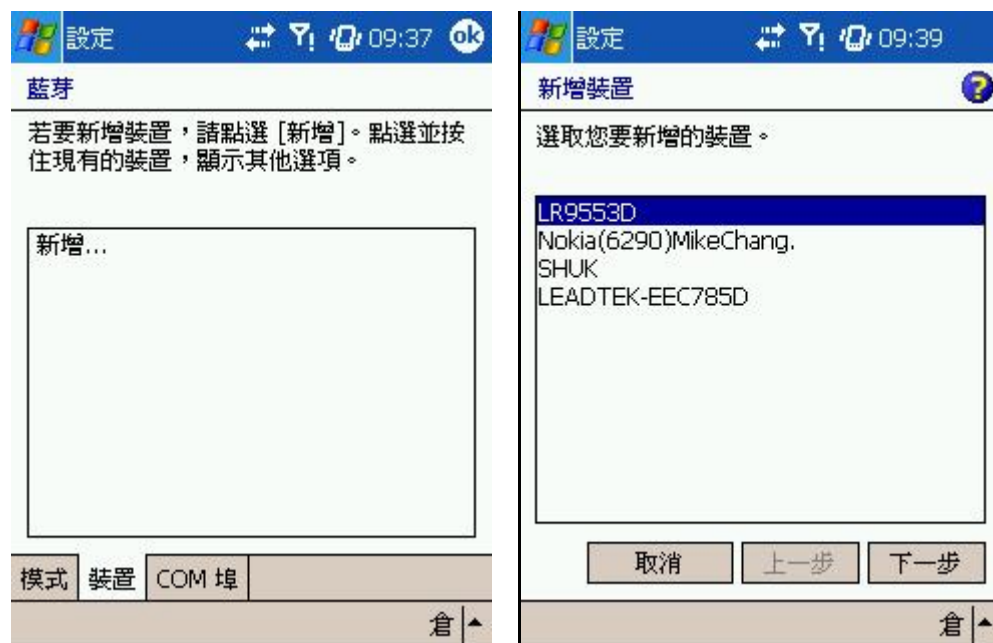 設定
09:37
ok
藍芽
若要新增裝置，請點選 [新增]。點選並按
住現有的裝置，顯示其他選項。
新增...
模式
裝置
COM 埠
倉
設定
09:39
新增裝置
?
選取您要新增的裝置。
LR9553D
Nokia(6290)MikeChang.
SHUK
LEADTEK-EEC785D
取消
上一步
下一步
倉